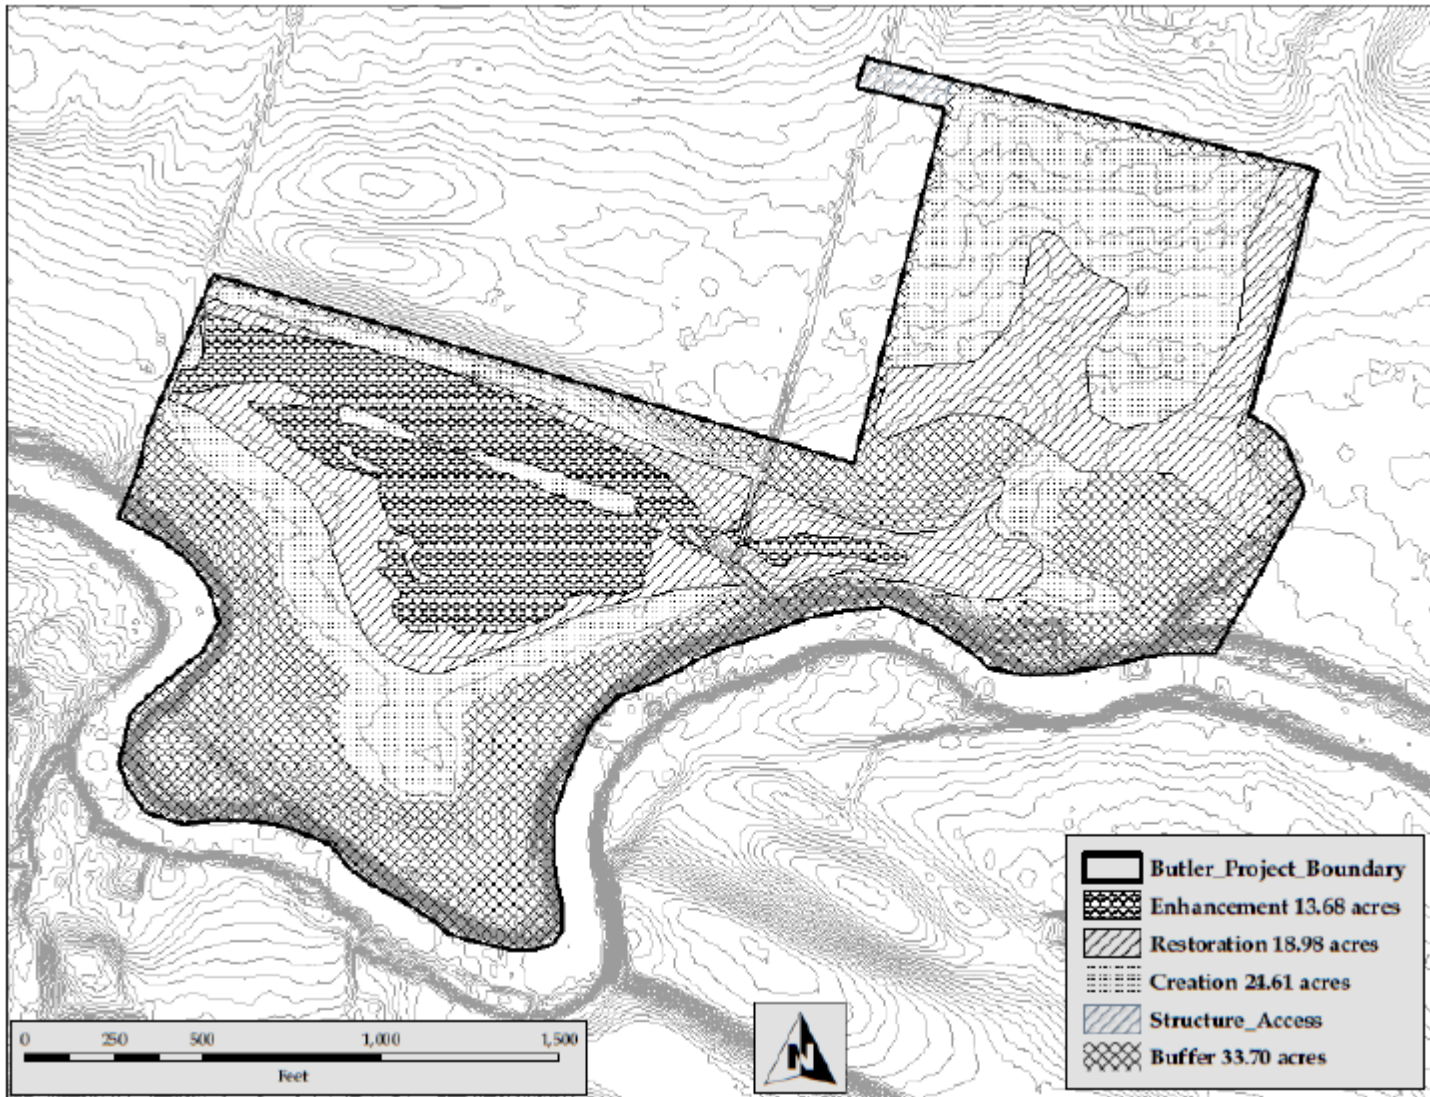 Butler_Project_Boundary
Enhancement 13.68 acres
Restoration 18.98 acres
Creation 24.61 acres
Structure_Access
Buffer 33.70 acres
0 250 500 1,000 1,500
Feet
N